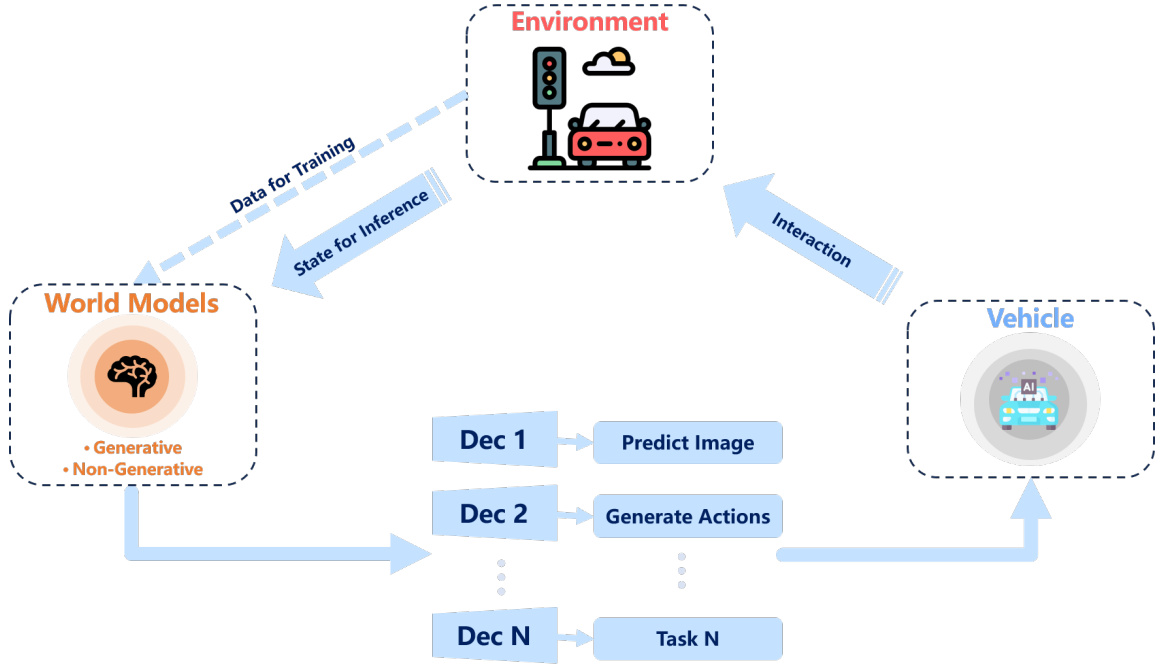 Environment
Data for Training
State for Inference
Interaction
World Models
• Generative
• Non-Generative
Vehicle
AI
Dec 1
Predict Image
Dec 2
Generate Actions
Dec N
Task N